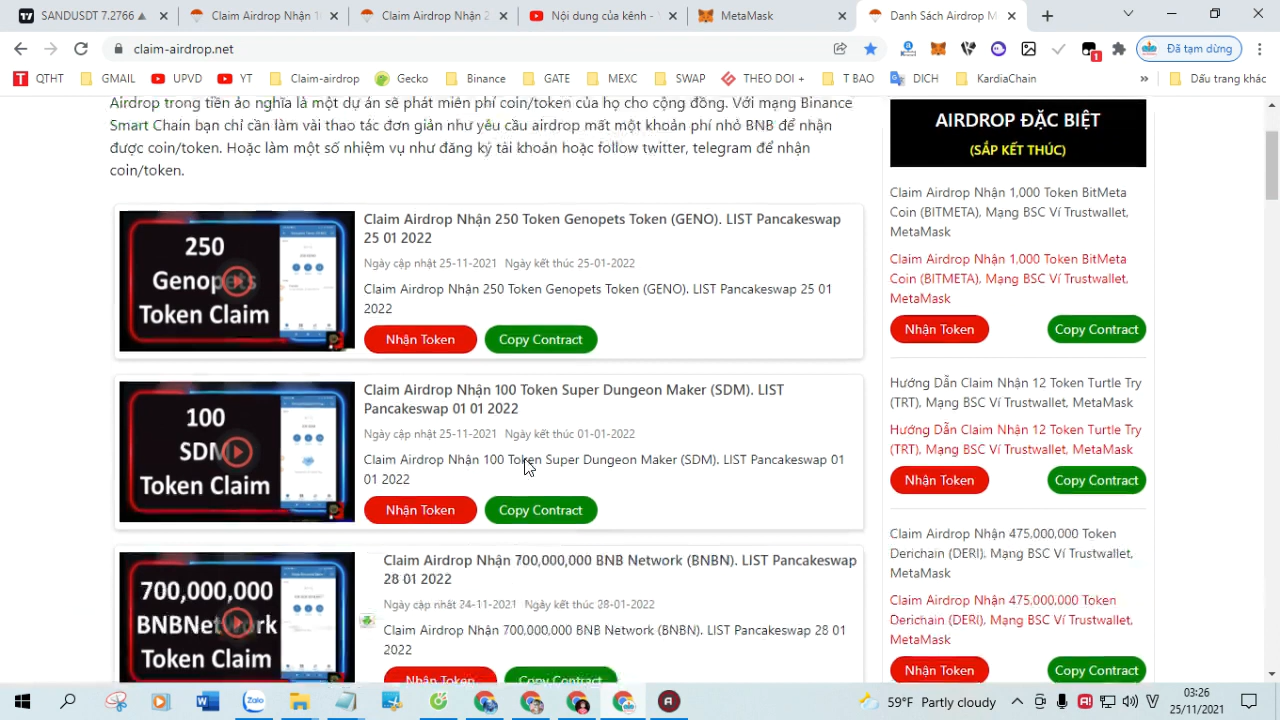 SANDUSDT 7.2766
Claim Airdrop Nhận 1
Claim Airdrop Nhận 2
Nội dung của kênh -
MetaMask
Danh Sách Airdrop M
claim-airdrop.net
1
Đã tạm dừng
QTHT
GMAIL
UPVD
YT
Claim-airdrop
Gecko
Binance
GATE
MEXC
SWAP
THEO DOI +
T BAO
DICH
KardiaChain
»
Dấu trang khác
Airdrop trong tiền ảo nghĩa là một dự án sẽ phát miễn phí coin/token của họ cho cộng đồng. Với mạng Binance
Smart Chain bạn chỉ cần làm vài thao tác đơn giản như yêu cầu airdrop mất một khoản phí nhỏ BNB để nhận
được coin/token. Hoặc làm một số nhiệm vụ như đăng ký tài khoản hoặc follow twitter, telegram để nhận
coin/token.
250
Genopets
Token Claim
Claim Airdrop Nhận 250 Token Genopets Token (GENO). LIST Pancakeswap
25 01 2022
Ngày cập nhật 25-11-2021 Ngày kết thúc 25-01-2022
Claim Airdrop Nhận 250 Token Genopets Token (GENO). LIST Pancakeswap 25 01
2022
Nhận Token
Copy Contract
100
SDM
Token Claim
Claim Airdrop Nhận 100 Token Super Dungeon Maker (SDM). LIST
Pancakeswap 01 01 2022
Ngày cập nhật 25-11-2021 Ngày kết thúc 01-01-2022
Claim Airdrop Nhận 100 Token Super Dungeon Maker (SDM). LIST Pancakeswap 01
01 2022
Nhận Token
Copy Contract
700,000,000
BNBNetwork
Token Claim
Claim Airdrop Nhận 700,000,000 BNB Network (BNBN). LIST Pancakeswap
28 01 2022
Ngày cập nhật 24-11-2021 Ngày kết thúc 28-01-2022
Claim Airdrop Nhận 700,000,000 BNB Network (BNBN). LIST Pancakeswap 28 01
2022
Nhận Token
Copy Contract
AIRDROP ĐẶC BIỆT
(SẮP KẾT THÚC)
Claim Airdrop Nhận 1,000 Token BitMeta
Coin (BITMETA), Mạng BSC Ví Trustwallet,
MetaMask
Claim Airdrop Nhận 1,000 Token BitMeta
Coin (BITMETA), Mạng BSC Ví Trustwallet,
MetaMask
Nhận Token
Copy Contract
Hướng Dẫn Claim Nhận 12 Token Turtle Try
(TRT), Mạng BSC Ví Trustwallet, MetaMask
Hướng Dẫn Claim Nhận 12 Token Turtle Try
(TRT), Mạng BSC Ví Trustwallet, MetaMask
Nhận Token
Copy Contract
Claim Airdrop Nhận 475,000,000 Token
Derichain (DERI). Mạng BSC Ví Trustwallet,
MetaMask
Claim Airdrop Nhận 475,000,000 Token
Derichain (DERI), Mạng BSC Ví Trustwallet,
MetaMask
Nhận Token
Copy Contract
Zalo
59°F Partly cloudy
03:26
25/11/2021